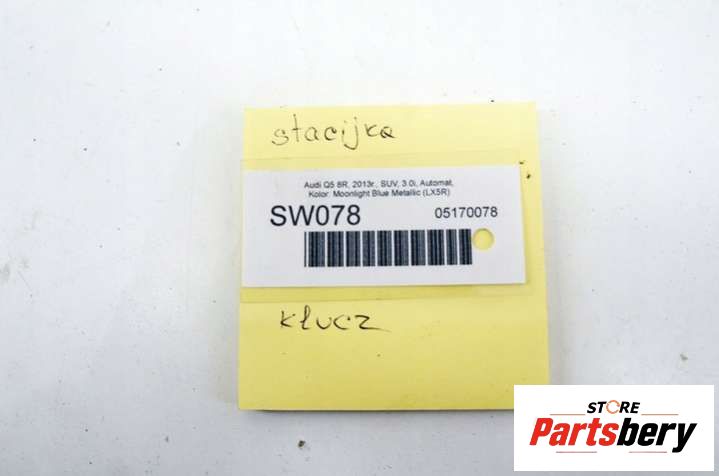 stacijka
Audi Q5 8R, 2013r., SUV, 3.0i, Automat,
Kolor: Moonlight Blue Metallic (LX5R)
SW078 05170078
klucz
STORE
Partsbery